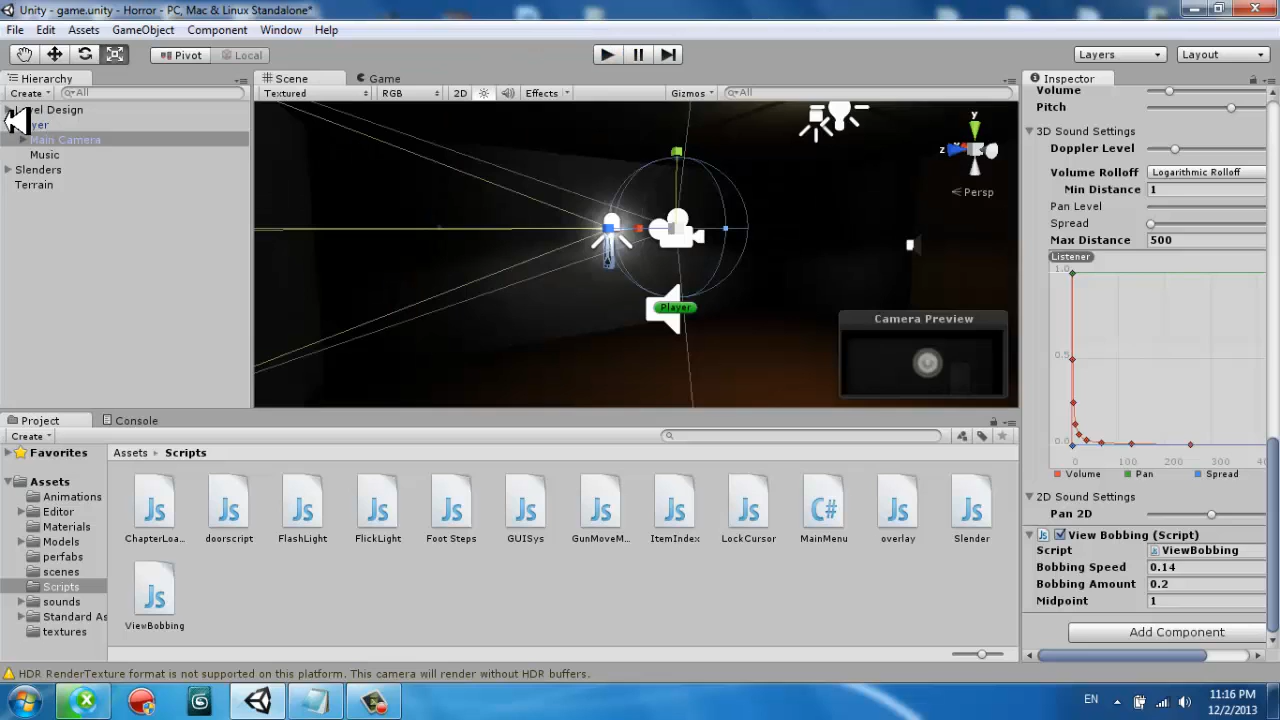 Unity - game.unity - Horror - PC, Mac & Linux Standalone*
File Edit Assets GameObject Component Window Help
Pivot Local Layers Layout
Hierarchy
Create All
Level Design
yer
Main Camera
Music
Slenders
Terrain
Scene Game
Textured RGB 2D Effects Gizmos All
y
z
Persp
Player
Camera Preview
Inspector
Volume
Pitch
3D Sound Settings
Doppler Level
Volume Rolloff Logarithmic Rolloff
Min Distance 1
Pan Level
Spread
Max Distance 500
Listener
1.0
0.5
0.0
0 100 200 300 40
Volume Pan Spread
2D Sound Settings
Pan 2D
View Bobbing (Script)
Script ViewBobbing
Bobbing Speed 0.14
Bobbing Amount 0.2
Midpoint 1
Add Component
Project Console
Create
Favorites
Assets
Animations
Editor
Materials
Models
perfabs
scenes
Scripts
sounds
Standard As
textures
Assets Scripts
Js Js Js Js Js Js Js Js Js C# Js Js
ChapterLoa... doorscript FlashLight FlickLight Foot Steps GUISys GunMoveM... ItemIndex LockCursor MainMenu overlay Slender
Js
ViewBobbing
HDR RenderTexture format is not supported on this platform. This camera will render without HDR buffers.
EN
11:16 PM
12/2/2013